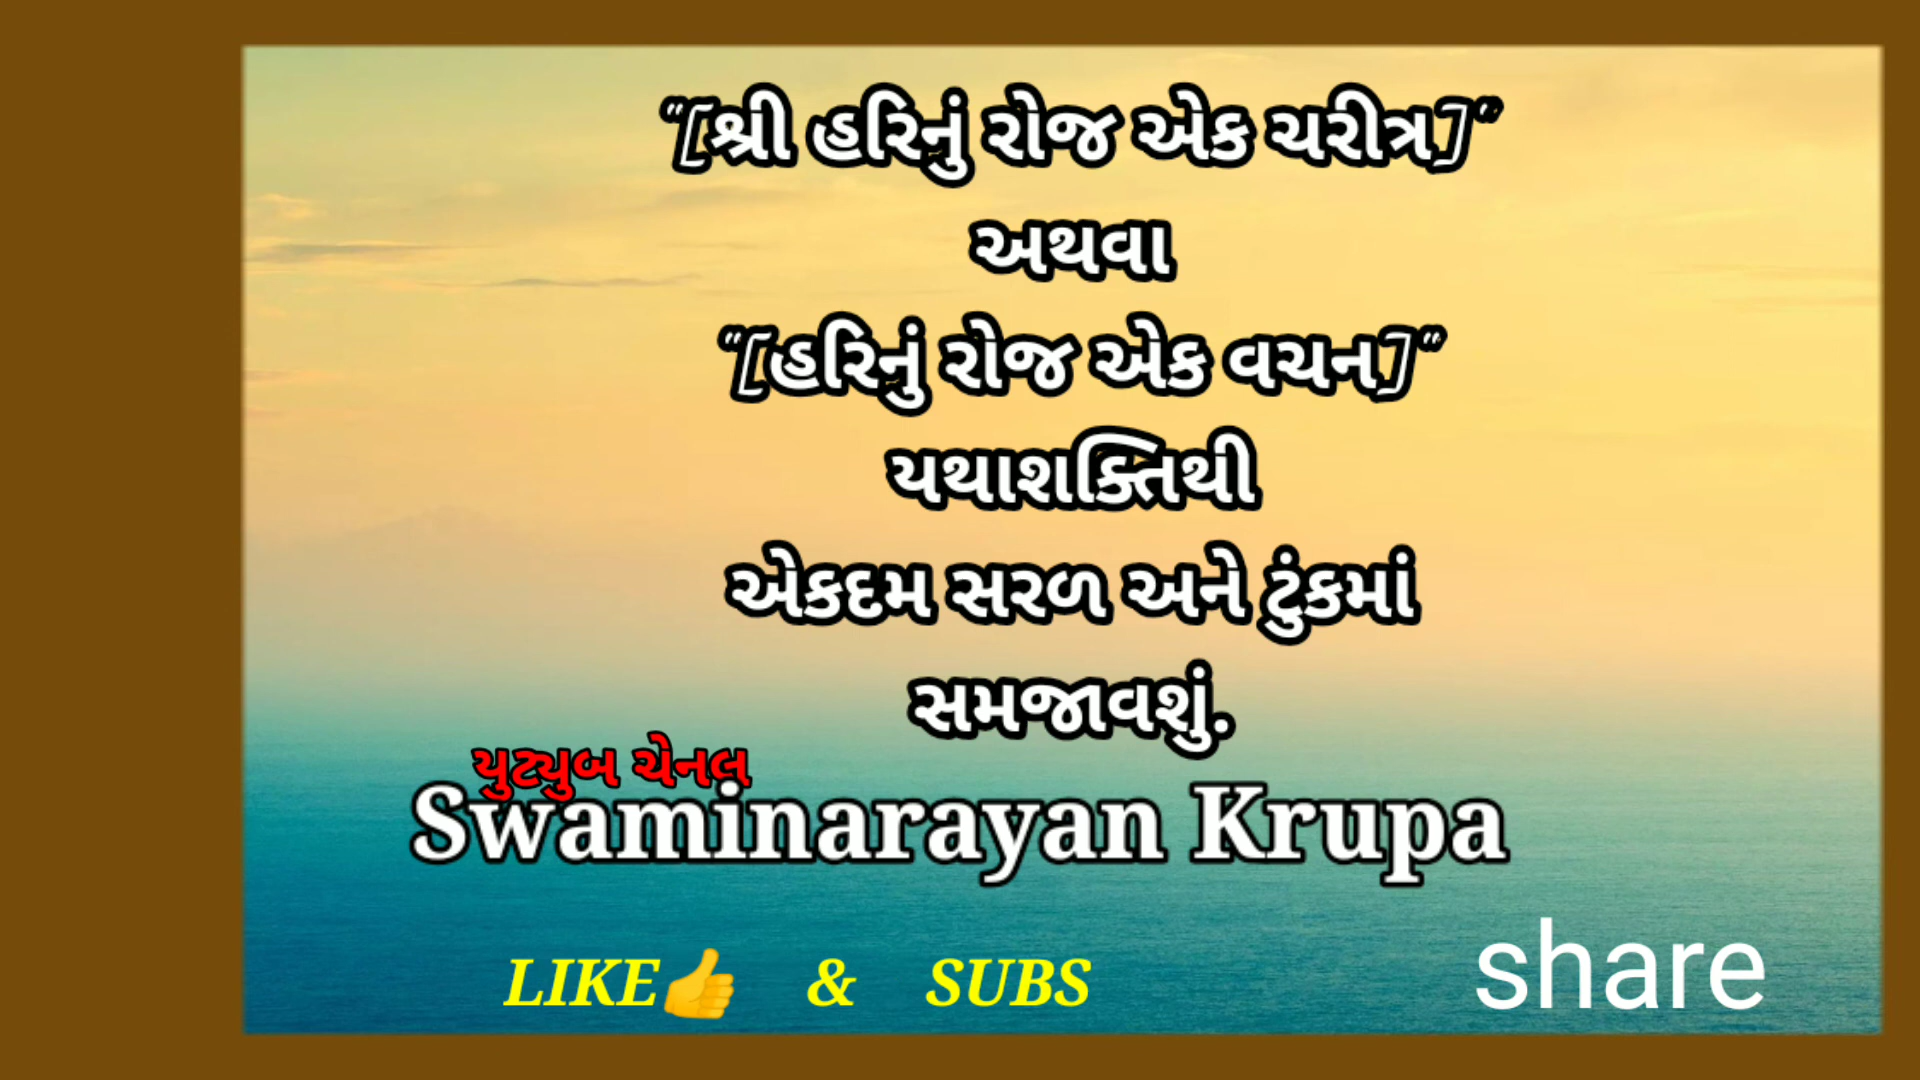 "[શ્રી હરિનું રોજ એક ચરીત્ર]"
અથવા
"[હરિનું રોજ એક વચન]"
યથાશક્તિથી
એકદમ સરળ અને ટુંકમાં
સમજાવશું.
યુટ્યુબ ચેનલ
Swaminarayan Krupa
LIKE👍 & SUBS
share